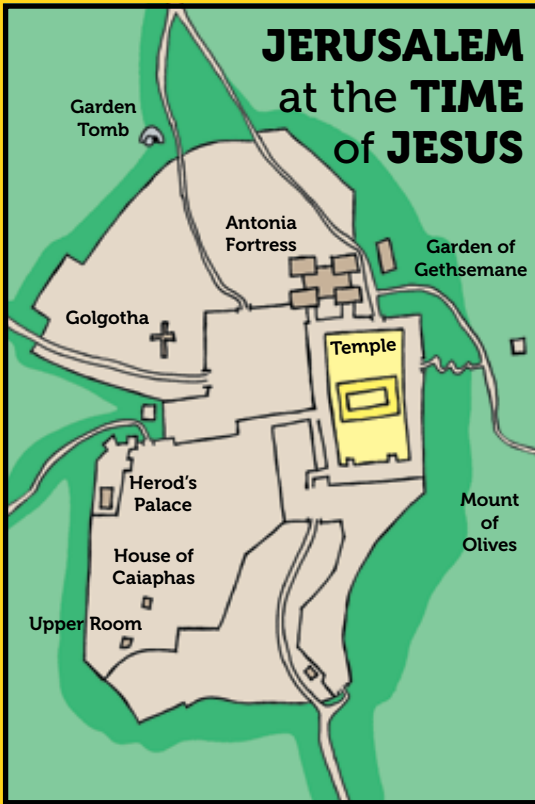 JERUSALEM
at the TIME
of JESUS
Garden
Tomb
Antonia
Fortress
Garden of
Gethsemane
Golgotha
Temple
Herod's
Palace
Mount
of
Olives
House of
Caiaphas
Upper Room